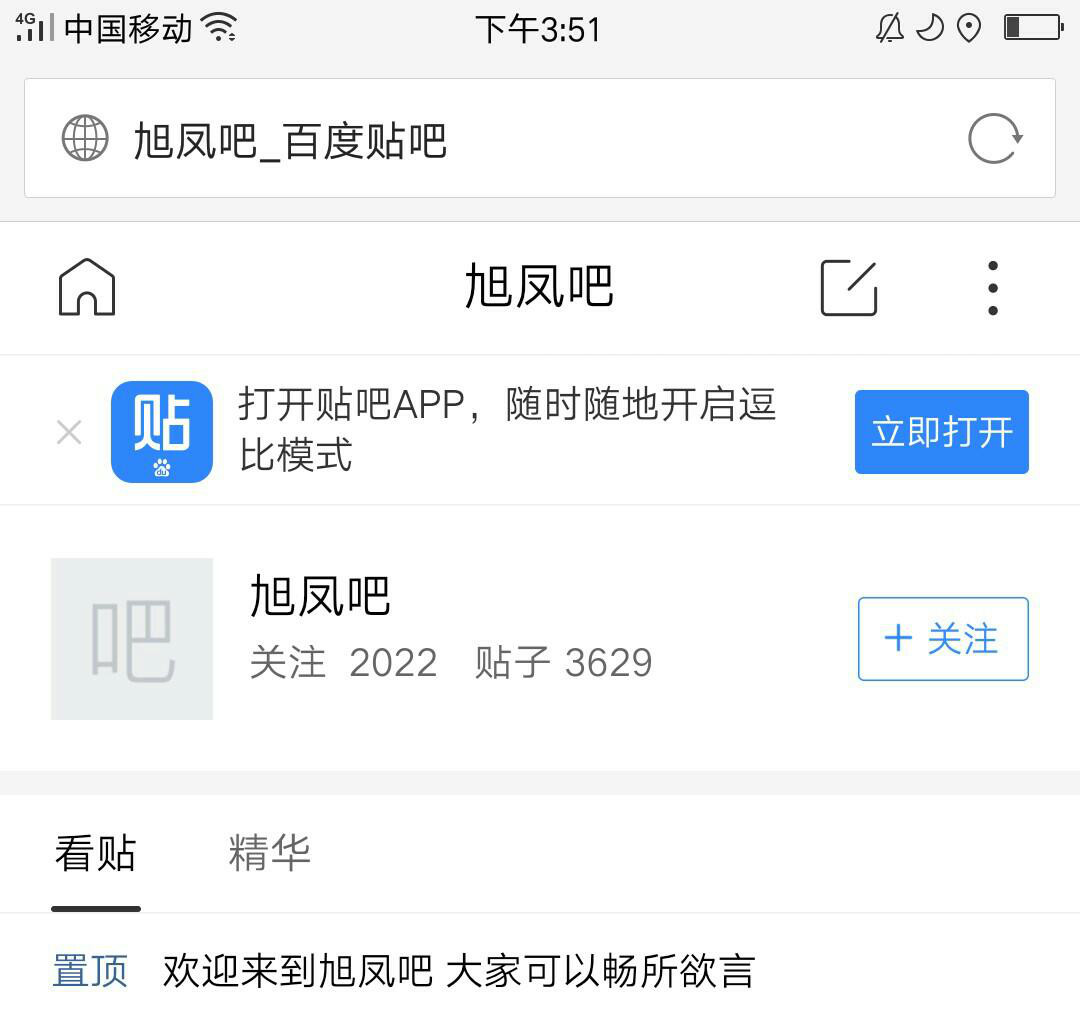 4G 中国移动 下午3:51
旭凤吧_百度贴吧
旭凤吧
贴
du
打开贴吧APP，随时随地开启逗
比模式
立即打开
吧
旭凤吧
关注 2022 贴子 3629
+ 关注
看贴 精华
置顶 欢迎来到旭凤吧 大家可以畅所欲言